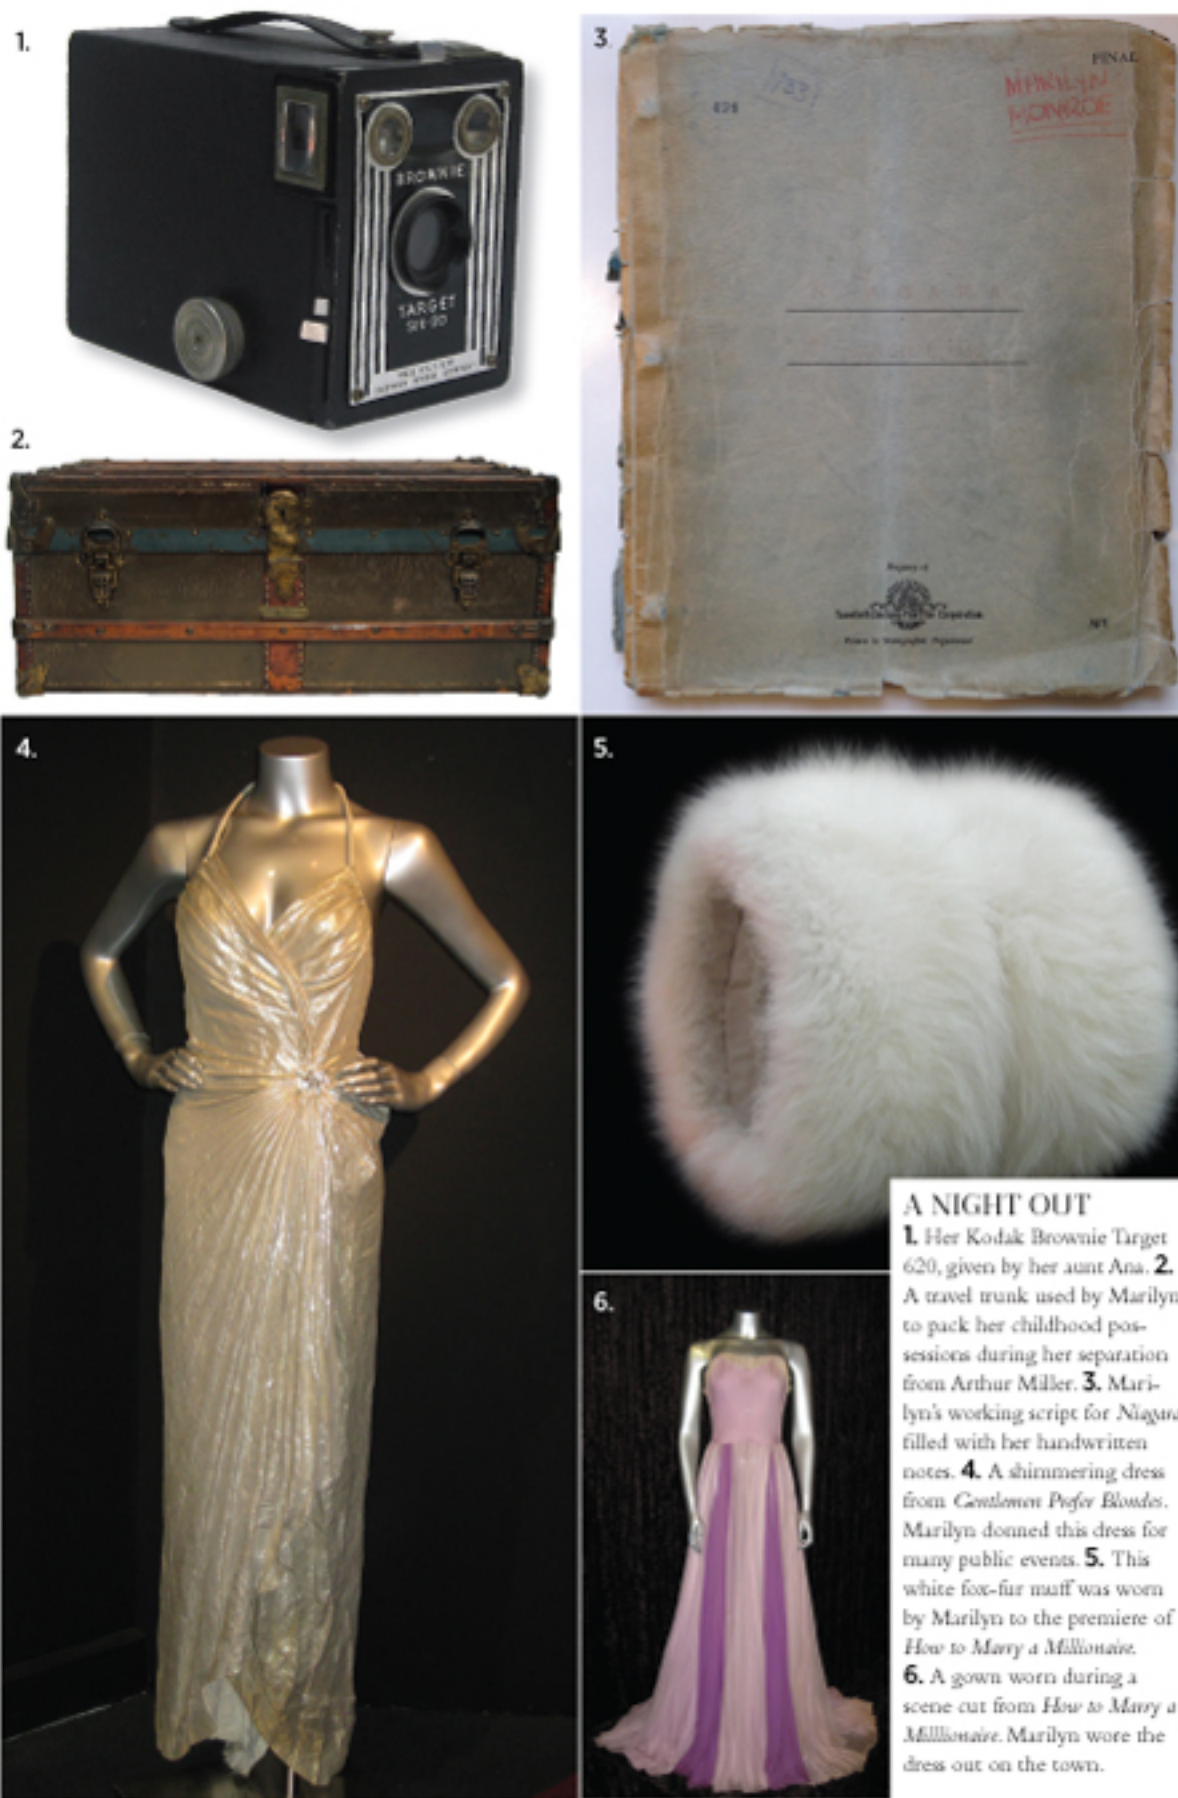 1.
BROWNIE
TARGET
SIX-20
2.
3.
FINAL
MARILYN
MONROE
626
NIAGARA
Property of
4.
5.
6.
A NIGHT OUT
1. Her Kodak Brownie Target
620, given by her aunt Ana. 2.
A travel trunk used by Marilyn
to pack her childhood pos-
sessions during her separation
from Arthur Miller. 3. Mari-
lyn's working script for Niagara
filled with her handwritten
notes. 4. A shimmering dress
from Gentlemen Prefer Blondes.
Marilyn donned this dress for
many public events. 5. This
white fox-fur muff was worn
by Marilyn to the premiere of
How to Marry a Millionaire.
6. A gown worn during a
scene cut from How to Marry a
Milllionaire. Marilyn wore the
dress out on the town.